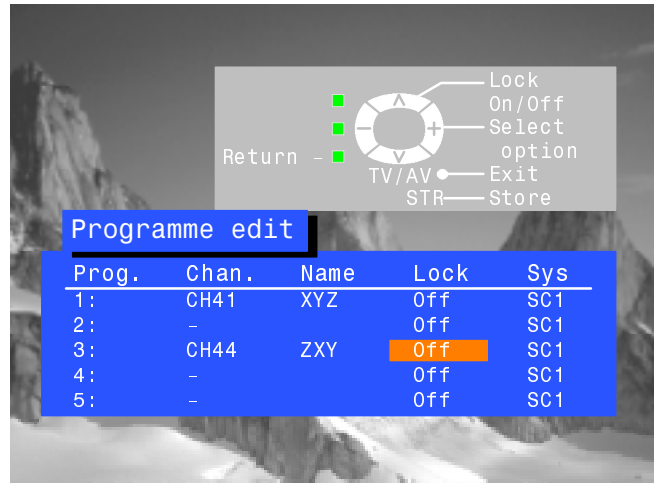 Lock
On/Off
Select
option
Return –
TV/AV Exit
STR Store
Programme edit
Prog. Chan. Name Lock Sys
1: CH41 XYZ Off SC1
2: – Off SC1
3: CH44 ZXY Off SC1
4: – Off SC1
5: – Off SC1